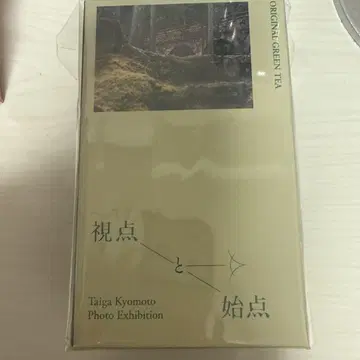 ORIGINAL GREEN TEA
視点
と
始点
Taiga Kyomoto
Photo Exhibition